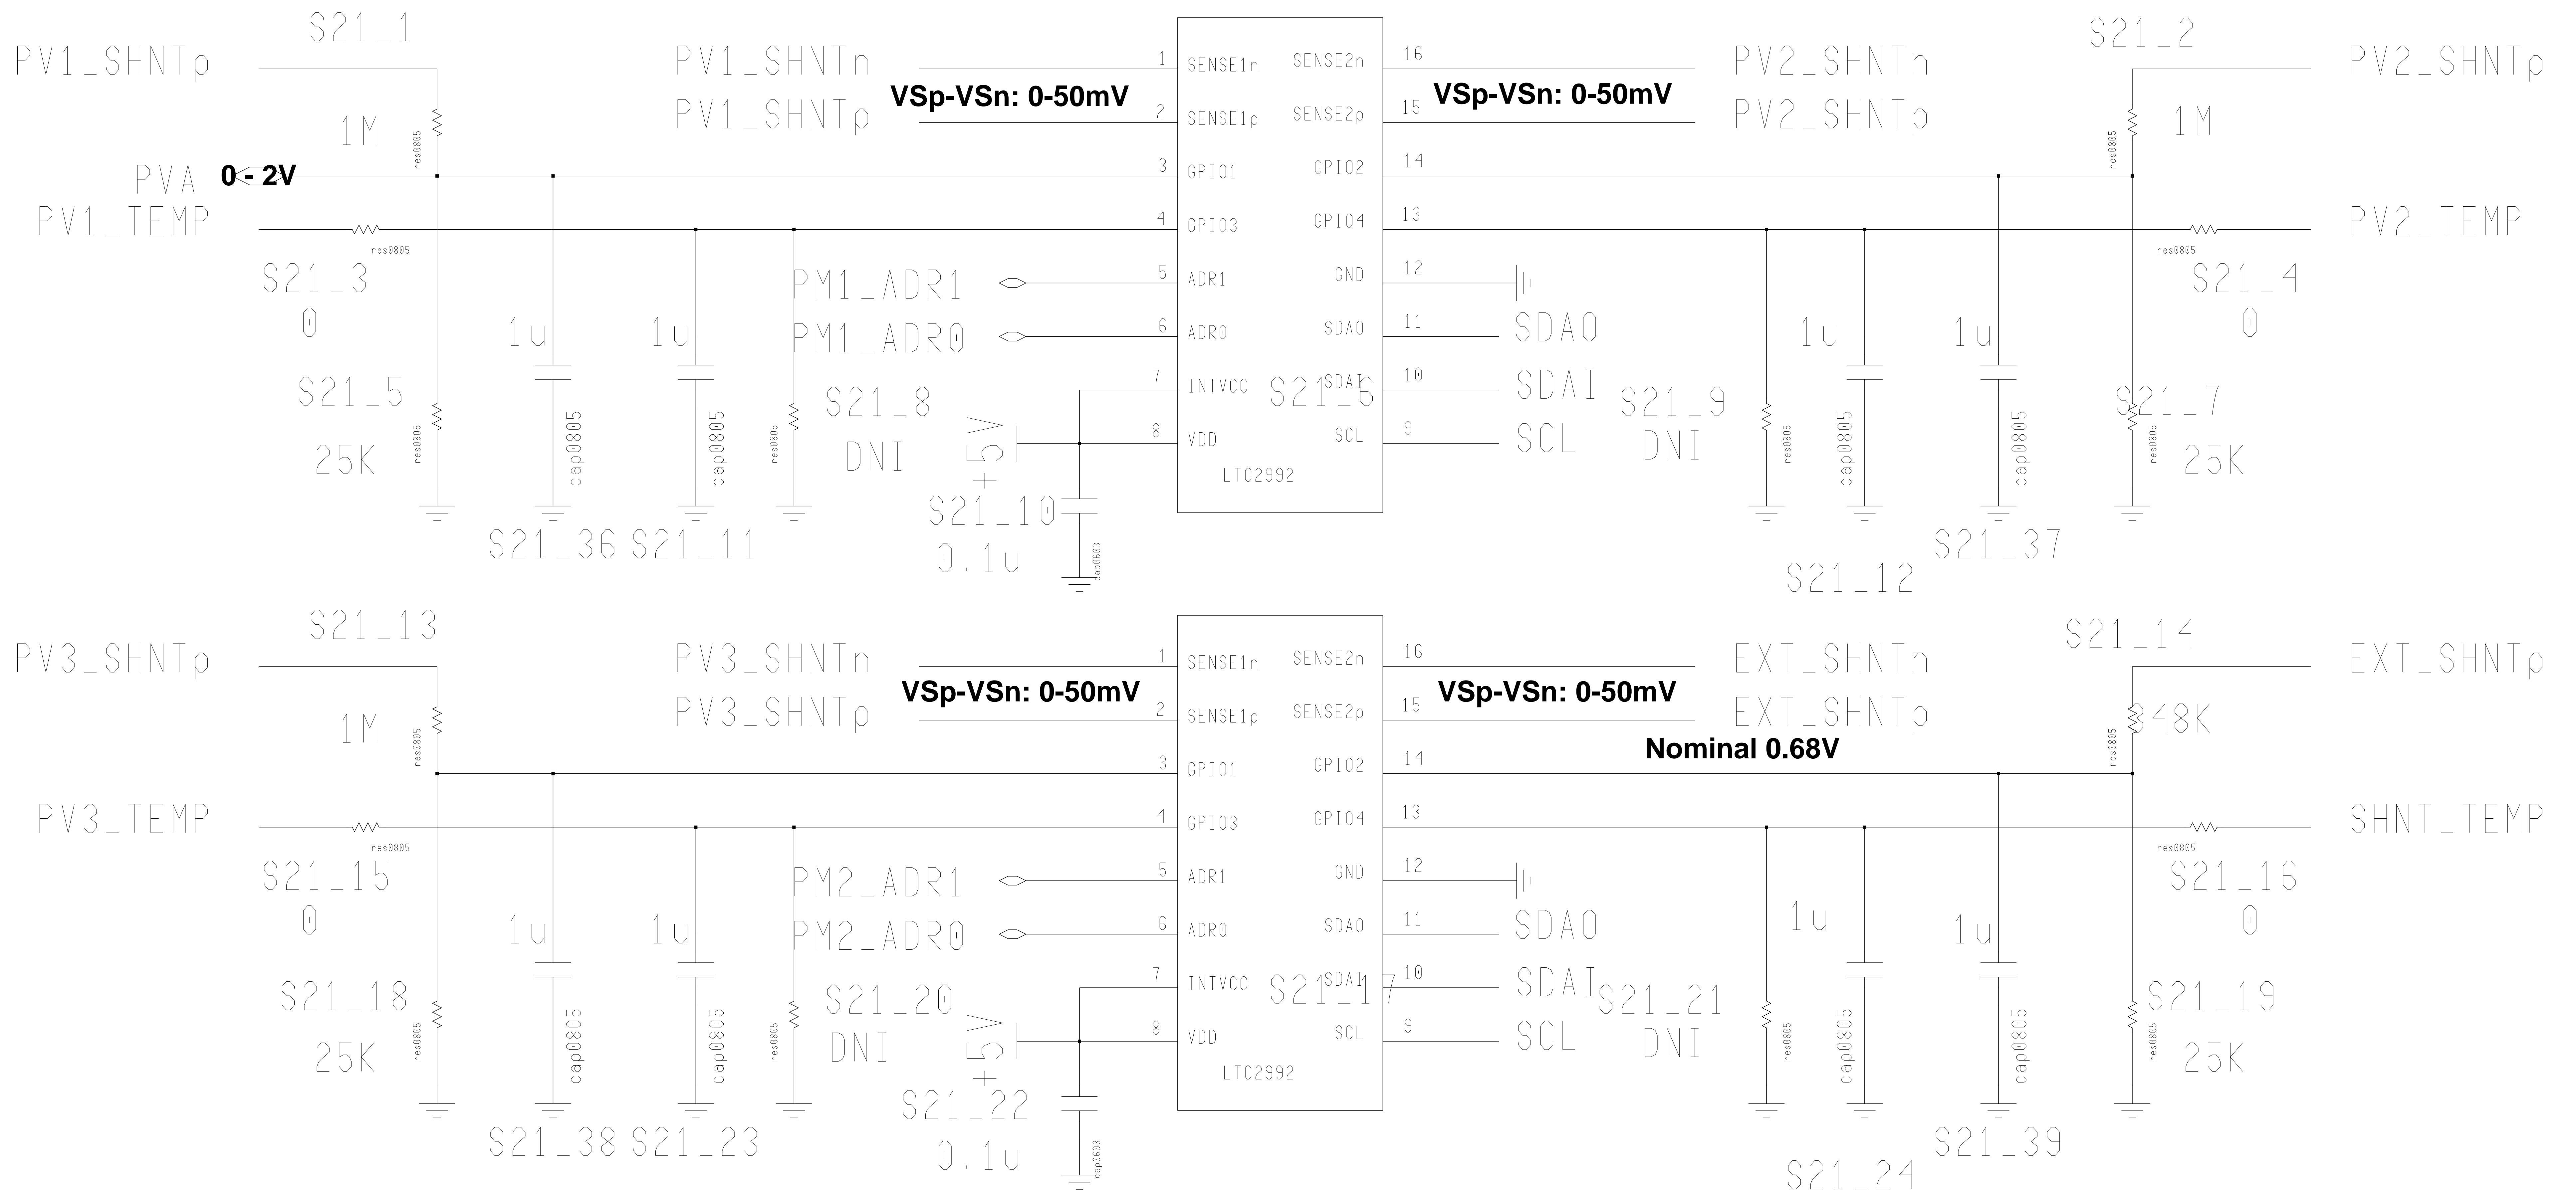 S21_1
PV1_SHNTp
1M
res0805
PVA
0 - 2V
PV1_TEMP
res0805
S21_3
0
S21_5
25K
res0805
1u
cap0805
S21_36
1u
cap0805
S21_11
res0805
S21_8
DNI
PV1_SHNTn
VSp-VSn: 0-50mV
PV1_SHNTp
PM1_ADR1
PM1_ADR0
+5V
S21_10
0.1u
cap0603
1 SENSE1n
2 SENSE1p
3 GPIO1
4 GPIO3
5 ADR1
6 ADR0
7 INTVCC
8 VDD
SENSE2n 16
SENSE2p 15
GPIO2 14
GPIO4 13
GND 12
SDAO 11
SDAI 10
SCL 9
S21_6
LTC2992
PV2_SHNTn
VSp-VSn: 0-50mV
PV2_SHNTp
SDAO
SDAI
SCL
S21_9
DNI
res0805
1u
cap0805
S21_12
1u
cap0805
S21_37
S21_2
PV2_SHNTp
1M
res0805
PV2_TEMP
res0805
S21_4
0
S21_7
res0805
25K
S21_13
PV3_SHNTp
1M
res0805
PV3_TEMP
res0805
S21_15
0
S21_18
25K
res0805
1u
cap0805
S21_38
1u
cap0805
S21_23
res0805
S21_20
DNI
PV3_SHNTn
VSp-VSn: 0-50mV
PV3_SHNTp
PM2_ADR1
PM2_ADR0
+5V
S21_22
0.1u
cap0603
1 SENSE1n
2 SENSE1p
3 GPIO1
4 GPIO3
5 ADR1
6 ADR0
7 INTVCC
8 VDD
SENSE2n 16
SENSE2p 15
GPIO2 14
GPIO4 13
GND 12
SDAO 11
SDAI 10
SCL 9
S21_17
LTC2992
EXT_SHNTn
VSp-VSn: 0-50mV
EXT_SHNTp
Nominal 0.68V
SDAO
SDAI
SCL
S21_21
DNI
res0805
1u
cap0805
S21_24
1u
cap0805
S21_39
S21_14
EXT_SHNTp
348K
res0805
SHNT_TEMP
res0805
S21_16
0
S21_19
res0805
25K